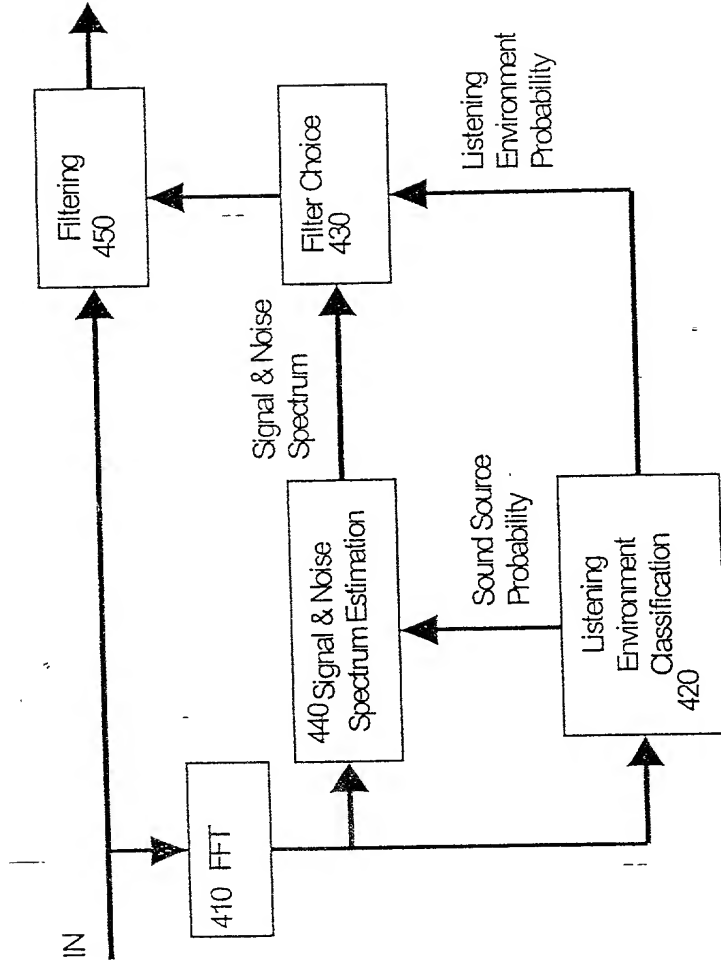 IN
410 FFT
440 Signal & Noise
Spectrum Estimation
Signal & Noise
Spectrum
Filtering
450
Filter Choice
430
Sound Source
Probability
Listening
Environment
Classification
420
Listening
Environment
Probability